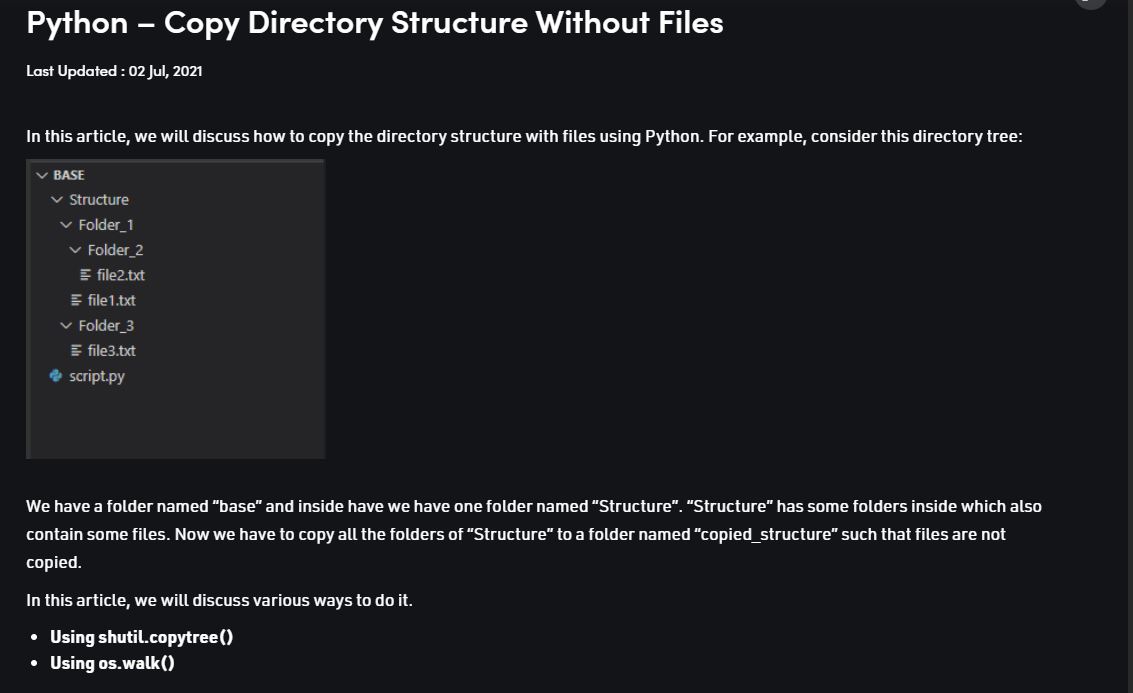 Python – Copy Directory Structure Without Files
Last Updated : 02 Jul, 2021
In this article, we will discuss how to copy the directory structure with files using Python. For example, consider this directory tree:
BASE
Structure
Folder_1
Folder_2
file2.txt
file1.txt
Folder_3
file3.txt
script.py
We have a folder named “base” and inside have we have one folder named “Structure”. “Structure” has some folders inside which also
contain some files. Now we have to copy all the folders of “Structure” to a folder named “copied_structure” such that files are not
copied.
In this article, we will discuss various ways to do it.
• Using shutil.copytree()
• Using os.walk()